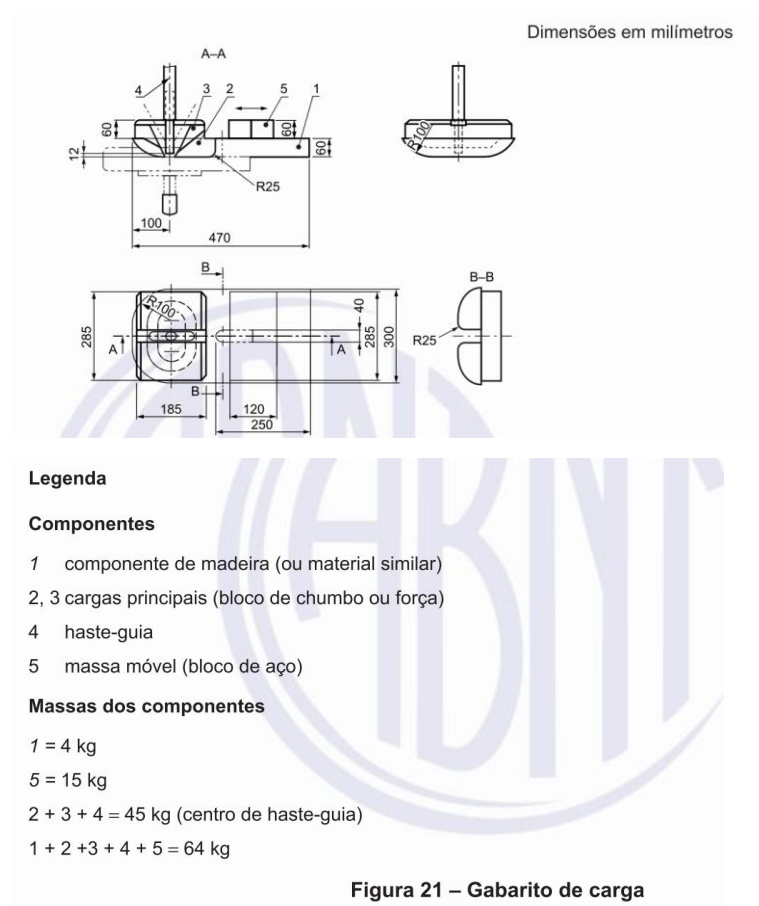 Dimensões em milímetros
A–A
4
3
2
5
1
60
60
60
12
R25
100
470
R100
B
B–B
R100
285
A
A
40
285
300
R25
B
185
120
250
ABNT
Legenda
Componentes
1 componente de madeira (ou material similar)
2, 3 cargas principais (bloco de chumbo ou força)
4 haste-guia
5 massa móvel (bloco de aço)
Massas dos componentes
1 = 4 kg
5 = 15 kg
2 + 3 + 4 = 45 kg (centro de haste-guia)
1 + 2 +3 + 4 + 5 = 64 kg
ABNT
Figura 21 – Gabarito de carga